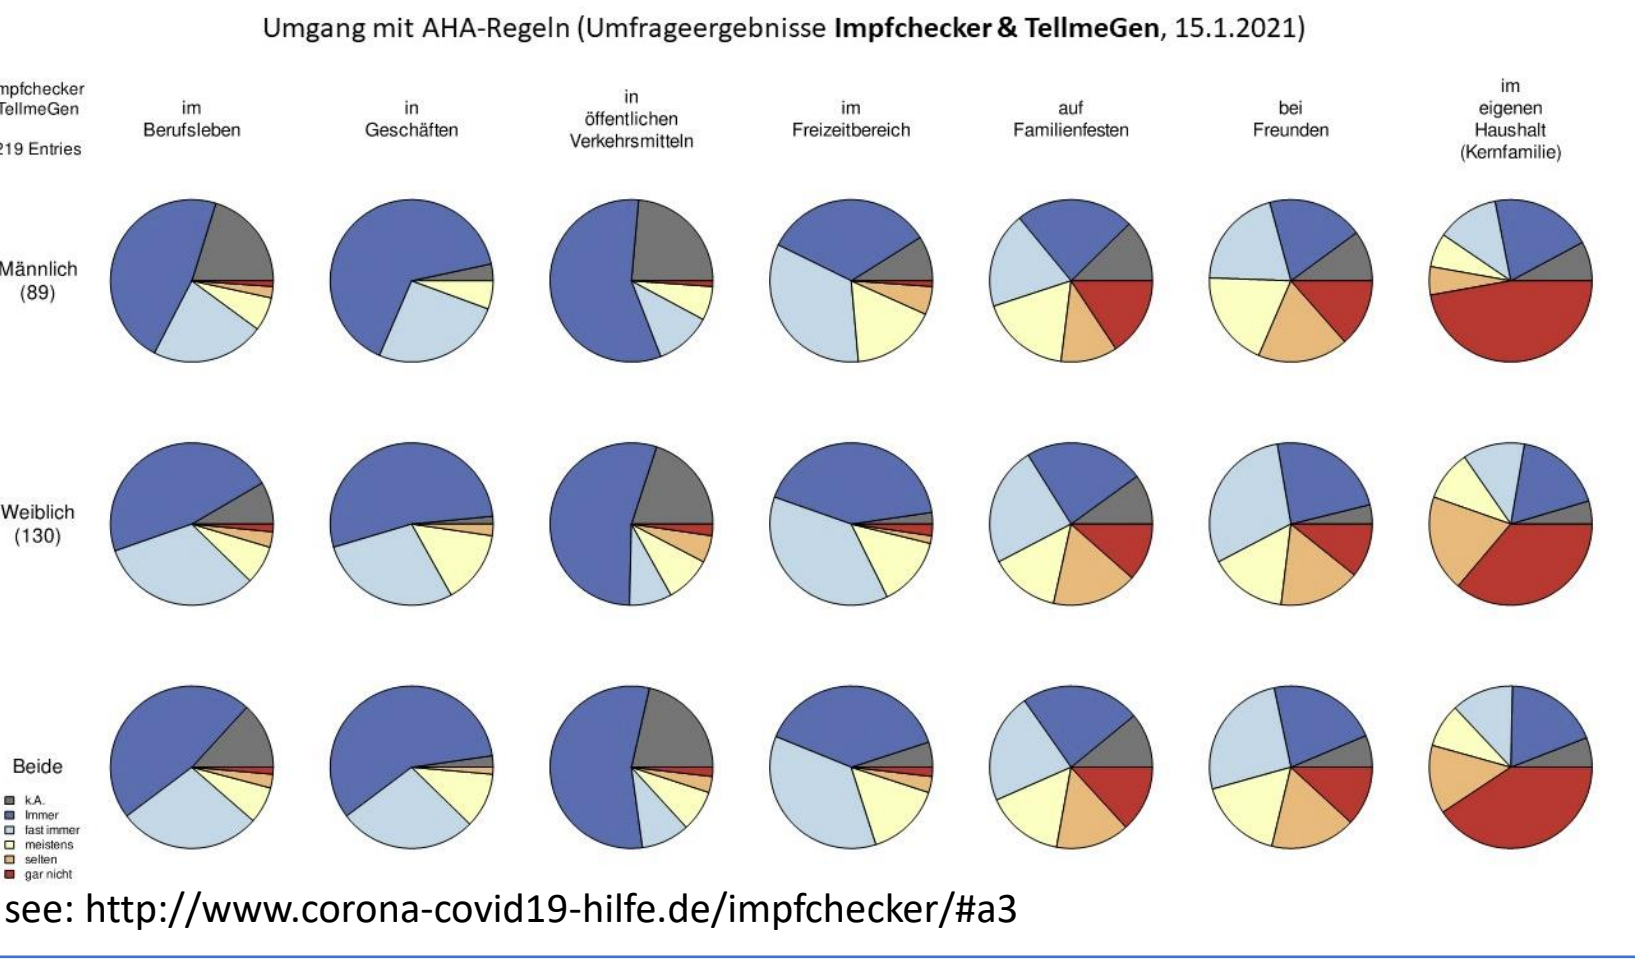 Umgang mit AHA-Regeln (Umfrageergebnisse Impfchecker & TellmeGen, 15.1.2021)
mpfchecker
TellmeGen
219 Entries
im
Berufsleben
in
Geschäften
in
öffentlichen
Verkehrsmitteln
im
Freizeitbereich
auf
Familienfesten
bei
Freunden
im
eigenen
Haushalt
(Kernfamilie)
Männlich
(89)
Weiblich
(130)
Beide
k.A.
Immer
fast immer
meistens
selten
gar nicht
see: http://www.corona-covid19-hilfe.de/impfchecker/#a3